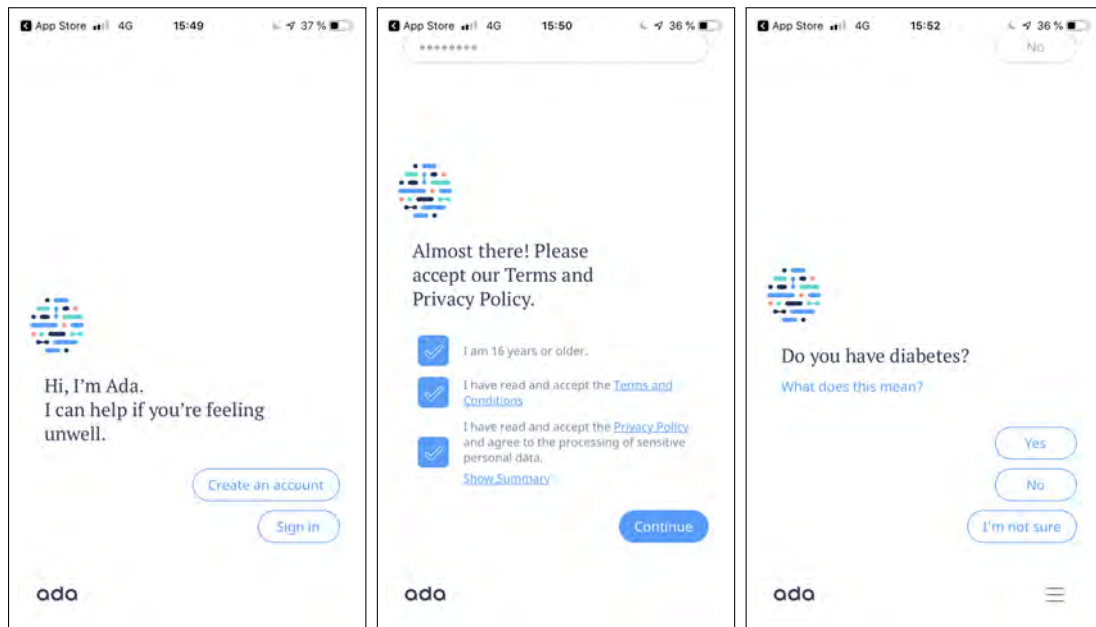 App Store 4G 15:49 37 %
Hi, I'm Ada.
I can help if you're feeling
unwell.
Create an account
Sign in
ada
App Store 4G 15:50 36 %
********
Almost there! Please
accept our Terms and
Privacy Policy.
I am 16 years or older.
I have read and accept the Terms and
Conditions
I have read and accept the Privacy Policy
and agree to the processing of sensitive
personal data.
Show Summary
Continue
ada
App Store 4G 15:52 36 %
No
Do you have diabetes?
What does this mean?
Yes
No
I'm not sure
ada